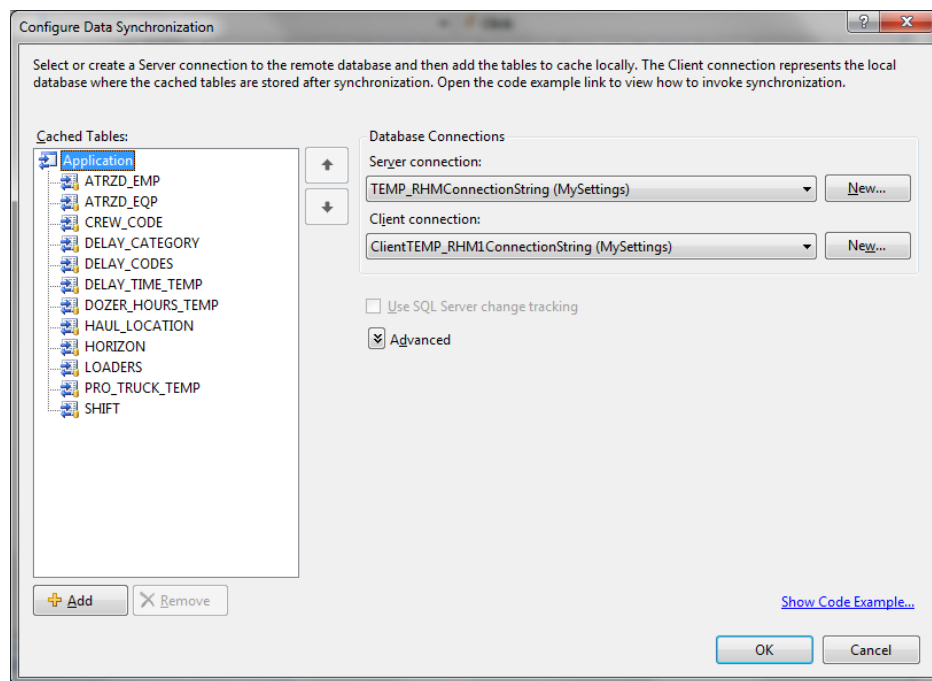 Configure Data Synchronization
Select or create a Server connection to the remote database and then add the tables to cache locally. The Client connection represents the local
database where the cached tables are stored after synchronization. Open the code example link to view how to invoke synchronization.
Cached Tables:
Application
ATRZD_EMP
ATRZD_EQP
CREW_CODE
DELAY_CATEGORY
DELAY_CODES
DELAY_TIME_TEMP
DOZER_HOURS_TEMP
HAUL_LOCATION
HORIZON
LOADERS
PRO_TRUCK_TEMP
SHIFT
Add
Remove
Database Connections
Server connection:
TEMP_RHMConnectionString (MySettings)
New...
Client connection:
ClientTEMP_RHM1ConnectionString (MySettings)
New...
Use SQL Server change tracking
Advanced
Show Code Example...
OK
Cancel